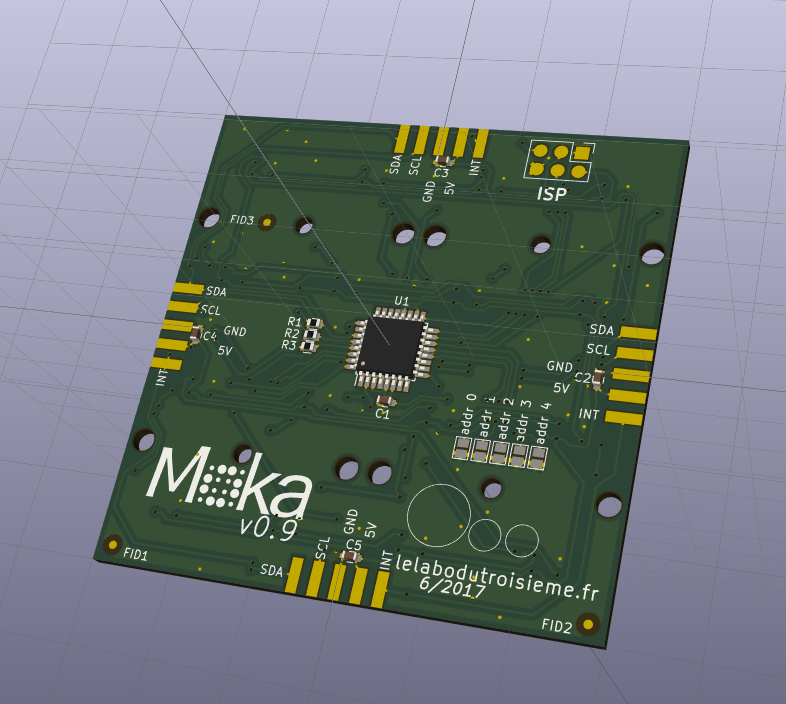 SDA
SCL
GND
C3
5V
INT
ISP
FID3
U1
SDA
SCL
GND
C4
5V
INT
R1
R2
R3
SDA
SCL
GND
C2
5V
INT
C1
addr 0
addr 1
addr 2
addr 3
addr 4
Moka
v0.9
FID1
SDA
SCL
GND
C5
5V
INT
lelabodutroisieme.fr
6/2017
FID2